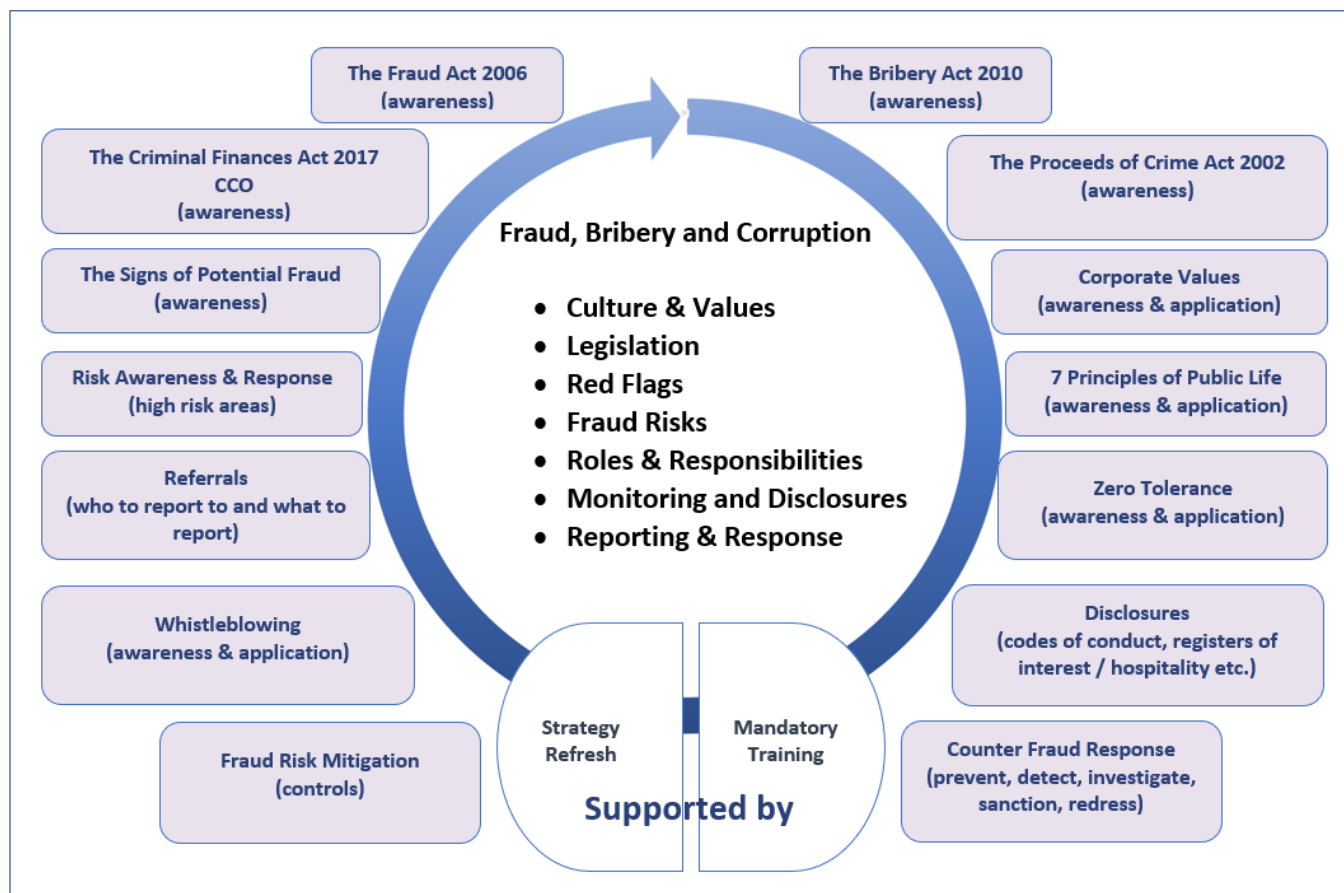 The Fraud Act 2006
(awareness)
The Bribery Act 2010
(awareness)
The Criminal Finances Act 2017
CCO
(awareness)
The Proceeds of Crime Act 2002
(awareness)
Fraud, Bribery and Corruption
The Signs of Potential Fraud
(awareness)
Corporate Values
(awareness & application)
• Culture & Values
• Legislation
• Red Flags
• Fraud Risks
• Roles & Responsibilities
• Monitoring and Disclosures
• Reporting & Response
Risk Awareness & Response
(high risk areas)
7 Principles of Public Life
(awareness & application)
Referrals
(who to report to and what to
report)
Zero Tolerance
(awareness & application)
Whistleblowing
(awareness & application)
Disclosures
(codes of conduct, registers of
interest / hospitality etc.)
Fraud Risk Mitigation
(controls)
Strategy
Refresh
Mandatory
Training
Supported by
Counter Fraud Response
(prevent, detect, investigate,
sanction, redress)